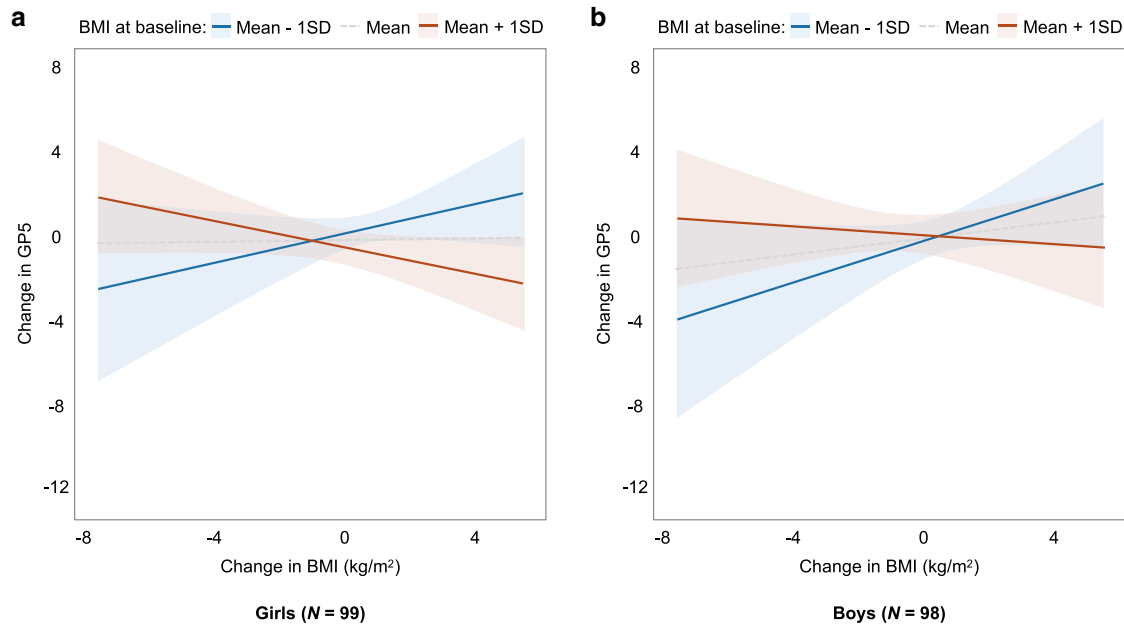 a
BMI at baseline: Mean - 1SD Mean Mean + 1SD
8
4
0
-4
-8
-12
Change in GP5
-8 -4 0 4
Change in BMI (kg/m²)
Girls (N = 99)
b
BMI at baseline: Mean - 1SD Mean Mean + 1SD
8
4
0
-4
-8
-12
Change in GP5
-8 -4 0 4
Change in BMI (kg/m²)
Boys (N = 98)